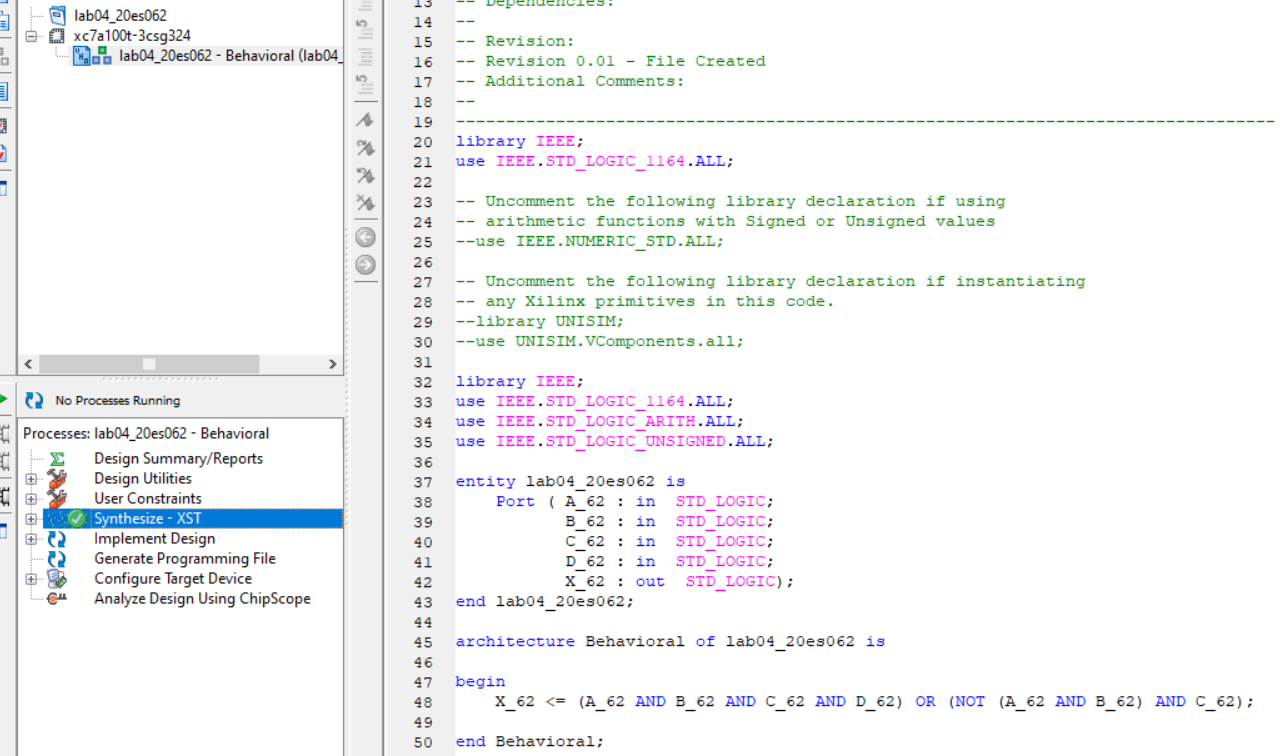 lab04_20es062
xc7a100t-3csg324
lab04_20es062 - Behavioral (lab04_
No Processes Running
Processes: lab04_20es062 - Behavioral
Design Summary/Reports
Design Utilities
User Constraints
Synthesize - XST
Implement Design
Generate Programming File
Configure Target Device
Analyze Design Using ChipScope
13 -- Dependencies:
14 --
15 -- Revision:
16 -- Revision 0.01 - File Created
17 -- Additional Comments:
18 --
19 ----------------------------------------------------------------------------------
20 library IEEE;
21 use IEEE.STD_LOGIC_1164.ALL;
22
23 -- Uncomment the following library declaration if using
24 -- arithmetic functions with Signed or Unsigned values
25 --use IEEE.NUMERIC_STD.ALL;
26
27 -- Uncomment the following library declaration if instantiating
28 -- any Xilinx primitives in this code.
29 --library UNISIM;
30 --use UNISIM.VComponents.all;
31
32 library IEEE;
33 use IEEE.STD_LOGIC_1164.ALL;
34 use IEEE.STD_LOGIC_ARITH.ALL;
35 use IEEE.STD_LOGIC_UNSIGNED.ALL;
36
37 entity lab04_20es062 is
38 Port ( A_62 : in STD_LOGIC;
39 B_62 : in STD_LOGIC;
40 C_62 : in STD_LOGIC;
41 D_62 : in STD_LOGIC;
42 X_62 : out STD_LOGIC);
43 end lab04_20es062;
44
45 architecture Behavioral of lab04_20es062 is
46
47 begin
48 X_62 <= (A_62 AND B_62 AND C_62 AND D_62) OR (NOT (A_62 AND B_62) AND C_62);
49
50 end Behavioral;